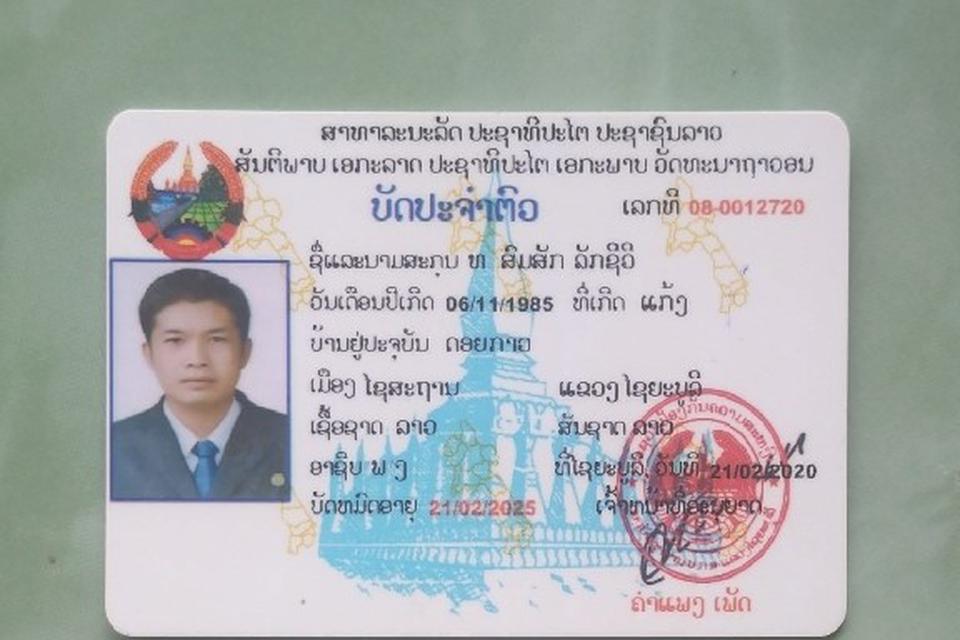 ສາທາລະນະລັດ ປະຊາທິປະໄຕ ປະຊາຊົນລາວ
ສັນຕິພາບ ເອກະລາດ ປະຊາທິປະໄຕ ເອກະພາບ ວັດທະນາຖາວອນ
ບັດປະຈຳຕົວ
ເລກທີ 08-0012720
ຊື່ແລະນາມສະກຸນ ທ ສົມສັກ ລັກຊີວິ
ວັນເດືອນປີເກີດ 06/11/1985 ທີ່ເກີດ ແກ້ງ
ບ້ານຢູ່ປະຈຸບັນ ດອຍກາວ
ເມືອງ ໄຊສະຖານ ແຂວງ ໄຊຍະບູລີ
ເຊື້ອຊາດ ລາວ ສັນຊາດ ລາວ
ອາຊີບ ພ ງ ທີ່ໄຊຍະບູລີ, ວັນທີ 21/02/2020
ບັດຫມົດອາຍຸ 21/02/2025 ເຈົ້າຫນ້າທີ່ອະນຸຍາດ
ຄຳແພງ ເພັດ